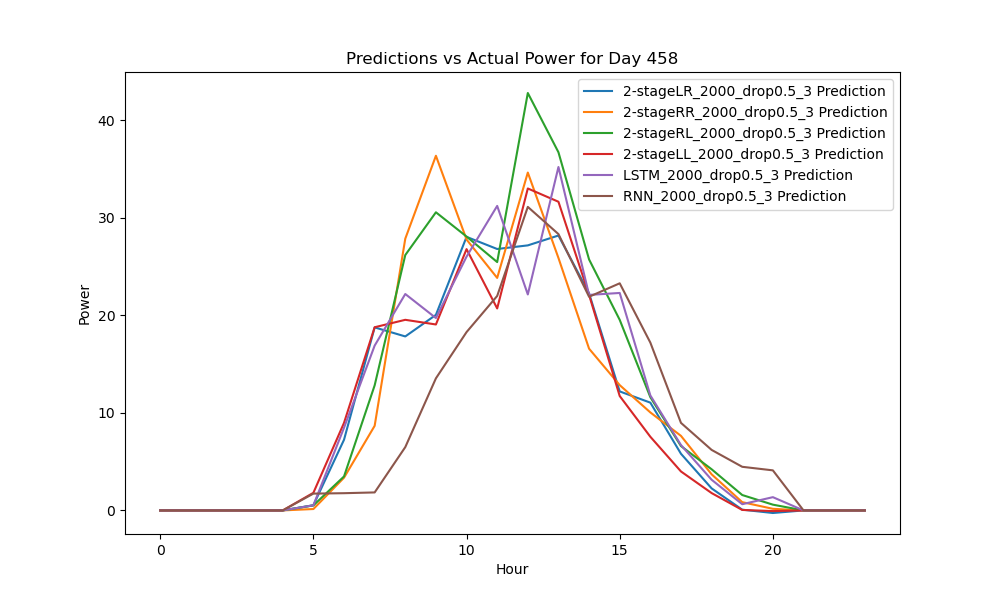 Predictions vs Actual Power for Day 458
2-stageLR_2000_drop0.5_3 Prediction
2-stageRR_2000_drop0.5_3 Prediction
2-stageRL_2000_drop0.5_3 Prediction
2-stageLL_2000_drop0.5_3 Prediction
LSTM_2000_drop0.5_3 Prediction
RNN_2000_drop0.5_3 Prediction
40
30
20
10
0
Power
0 5 10 15 20
Hour